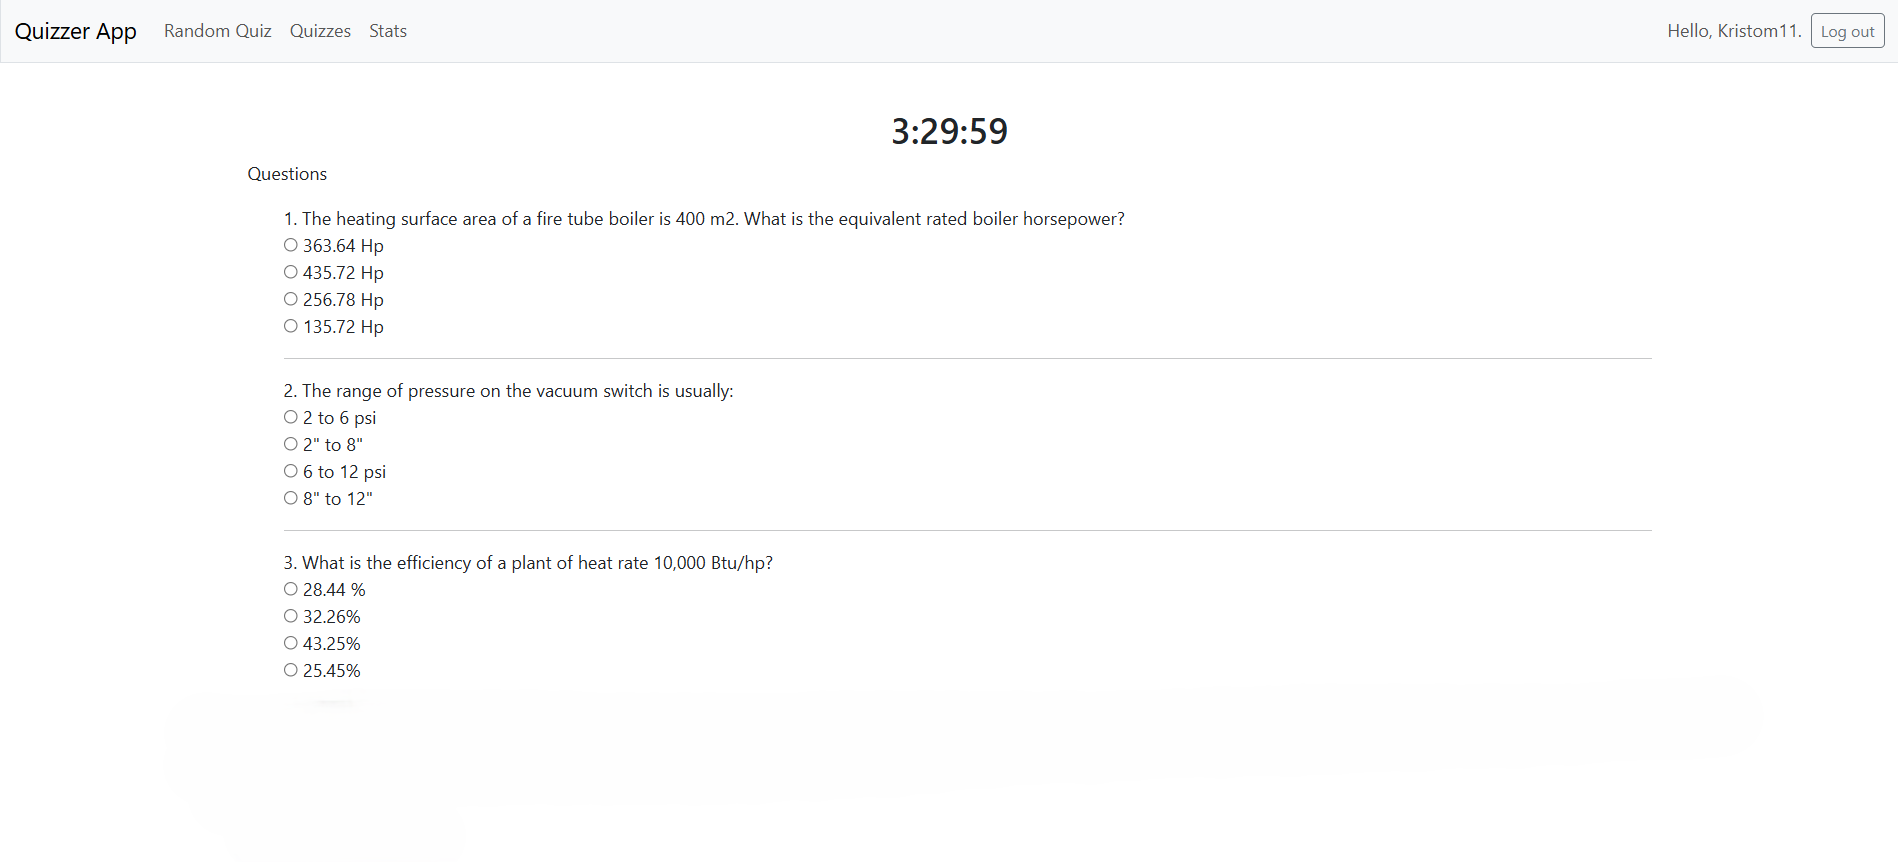 Quizzer App Random Quiz Quizzes Stats Hello, Kristom11. Log out
3:29:59
Questions
1. The heating surface area of a fire tube boiler is 400 m2. What is the equivalent rated boiler horsepower?
363.64 Hp
435.72 Hp
256.78 Hp
135.72 Hp
2. The range of pressure on the vacuum switch is usually:
2 to 6 psi
2" to 8"
6 to 12 psi
8" to 12"
3. What is the efficiency of a plant of heat rate 10,000 Btu/hp?
28.44 %
32.26%
43.25%
25.45%